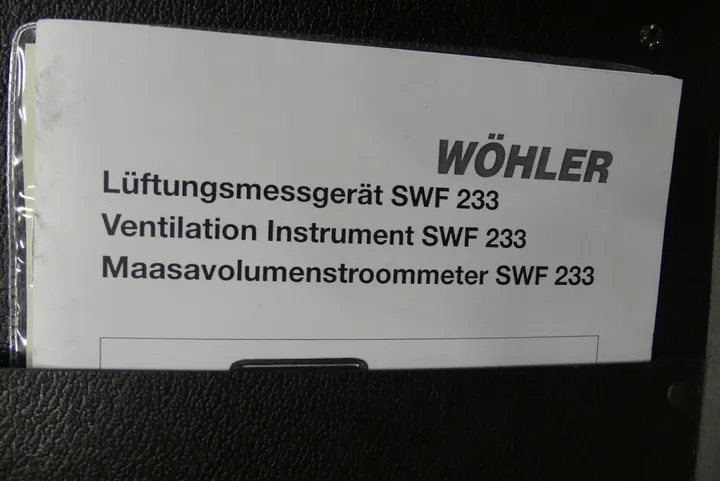 WÖHLER
Lüftungsmessgerät SWF 233
Ventilation Instrument SWF 233
Maasavolumenstroommeter SWF 233